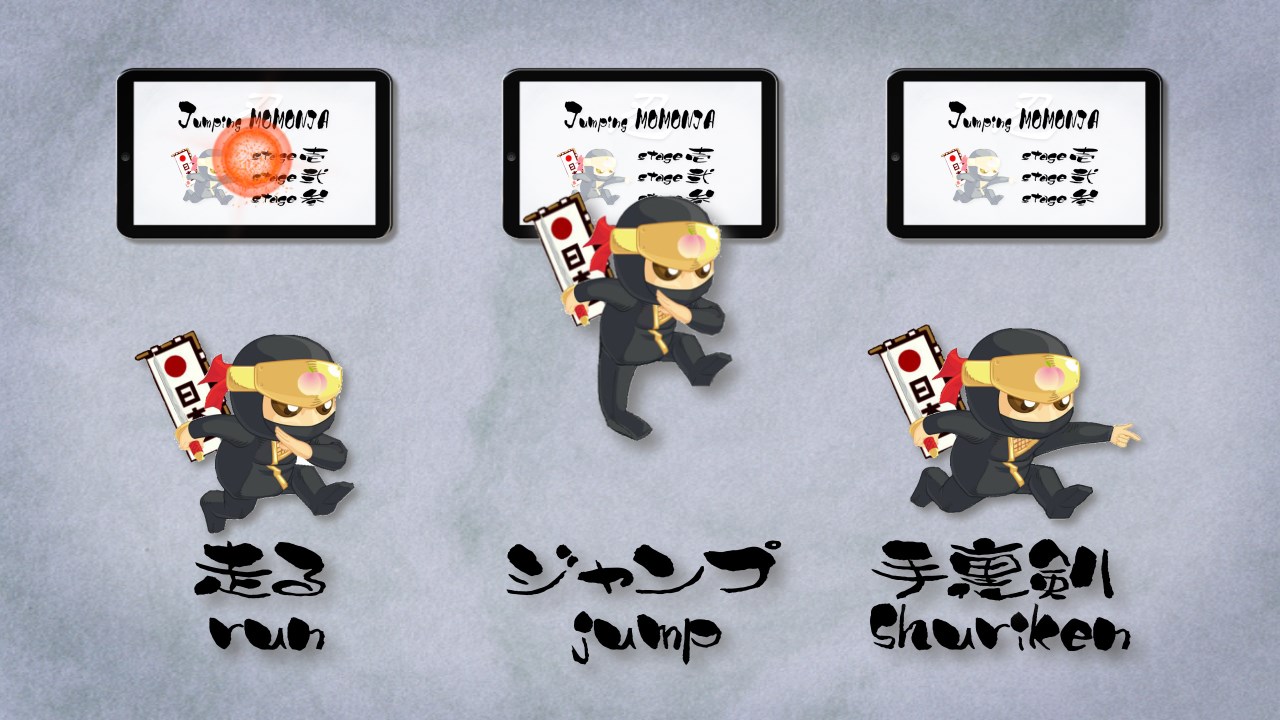 Jumping MOMONJA
stage 壱
stage 弐
stage 参
Jumping MOMONJA
stage 壱
stage 弐
Jumping MOMONJA
stage 壱
stage 弐
stage 参
日本
日
日本
走る
ジャンプ
手裏剣
run
jump
shuriken